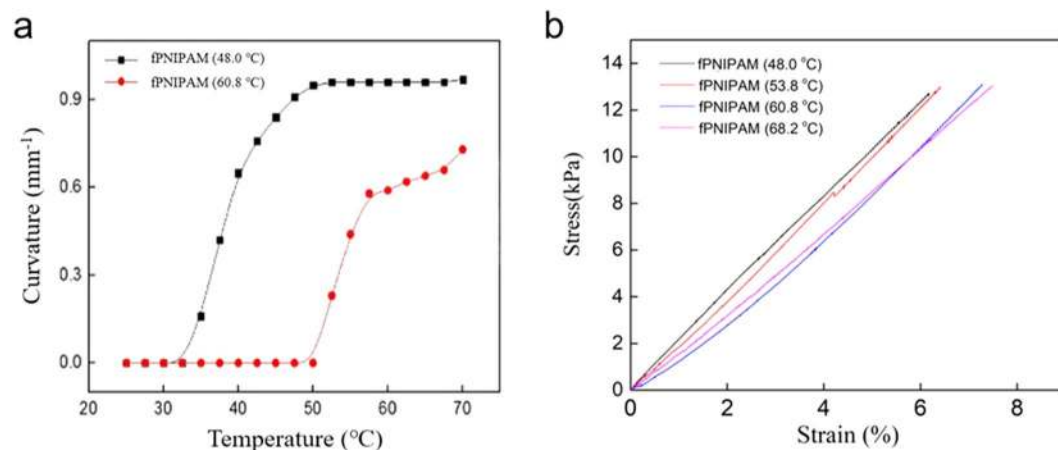 a
fPNIPAM (48.0 °C)
fPNIPAM (60.8 °C)
0.9
0.6
0.3
0.0
Curvature (mm⁻¹)
20 30 40 50 60 70
Temperature (°C)
b
fPNIPAM (48.0 °C)
fPNIPAM (53.8 °C)
fPNIPAM (60.8 °C)
fPNIPAM (68.2 °C)
14
12
10
8
6
4
2
0
Stress(kPa)
0 2 4 6 8
Strain (%)